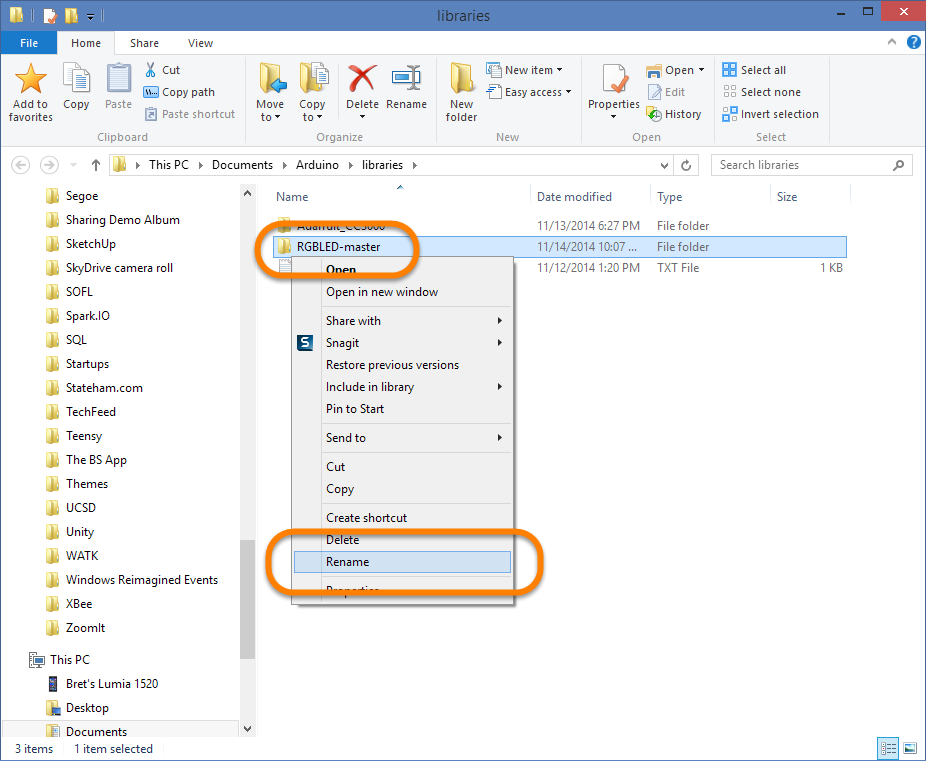 libraries
File Home Share View
Add to favorites
Copy
Paste
Cut
Copy path
Paste shortcut
Clipboard
Move to
Copy to
Delete
Rename
Organize
New folder
New item
Easy access
New
Properties
Open
Edit
History
Open
Select all
Select none
Invert selection
Select
This PC Documents Arduino libraries
Search libraries
Segoe
Sharing Demo Album
SketchUp
SkyDrive camera roll
SOFL
Spark.IO
SQL
Startups
Stateham.com
TechFeed
Teensy
The BS App
Themes
UCSD
Unity
WATK
Windows Reimagined Events
XBee
ZoomIt
This PC
Bret's Lumia 1520
Desktop
Documents
Name Date modified Type Size
Adafruit_CC3000 11/13/2014 6:27 PM File folder
RGBLED-master 11/14/2014 10:07 ... File folder
11/12/2014 1:20 PM TXT File 1 KB
Open
Open in new window
Share with
S Snagit
Restore previous versions
Include in library
Pin to Start
Send to
Cut
Copy
Create shortcut
Delete
Rename
Properties
3 items 1 item selected